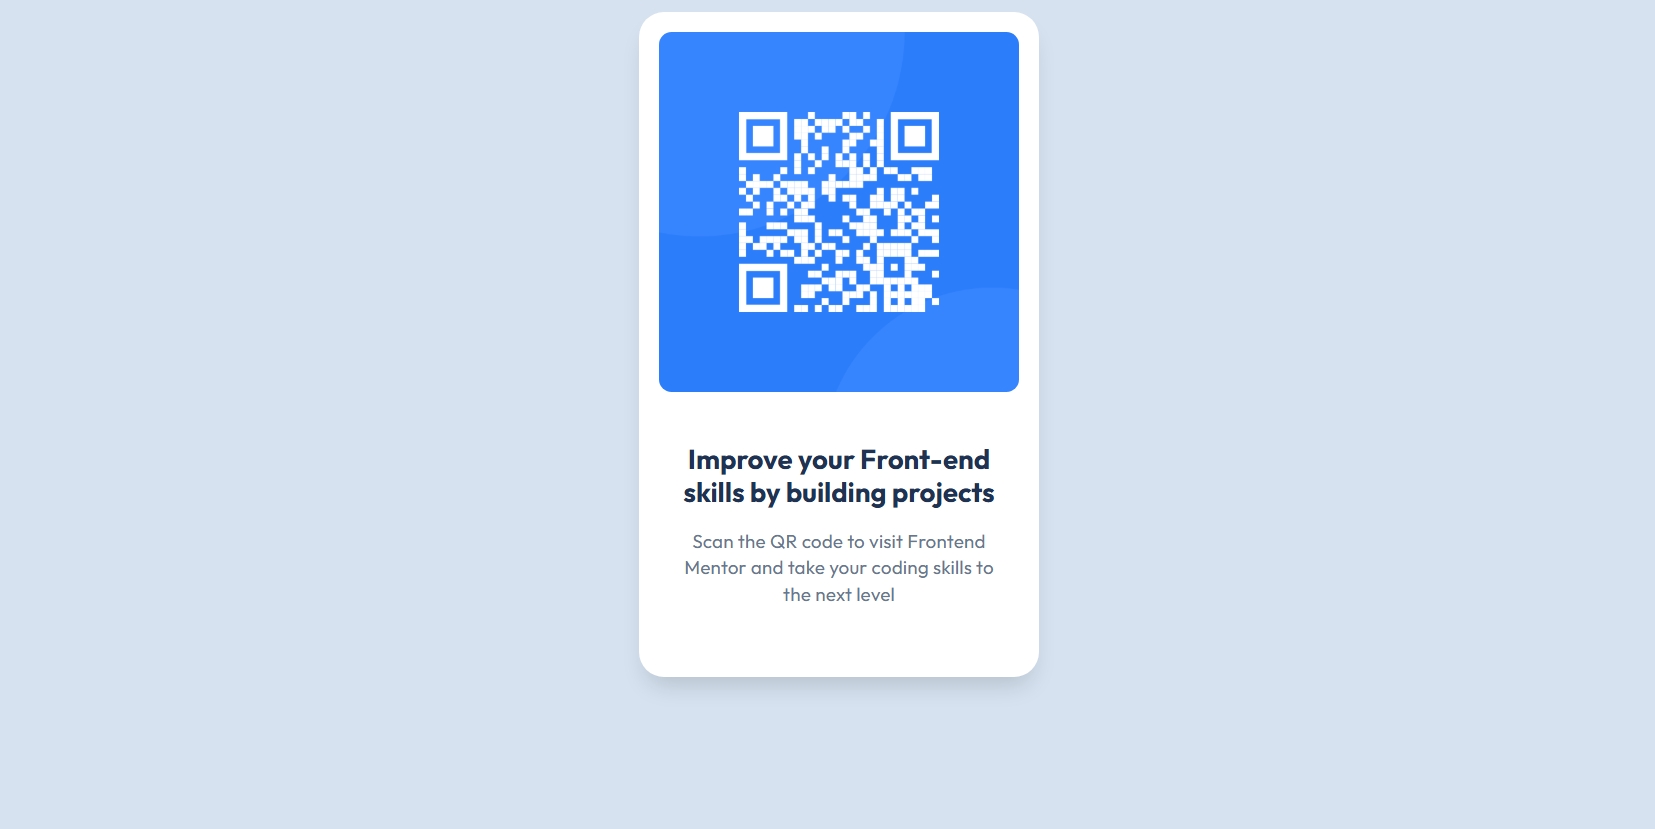 Improve your Front-end
skills by building projects
Scan the QR code to visit Frontend
Mentor and take your coding skills to
the next level